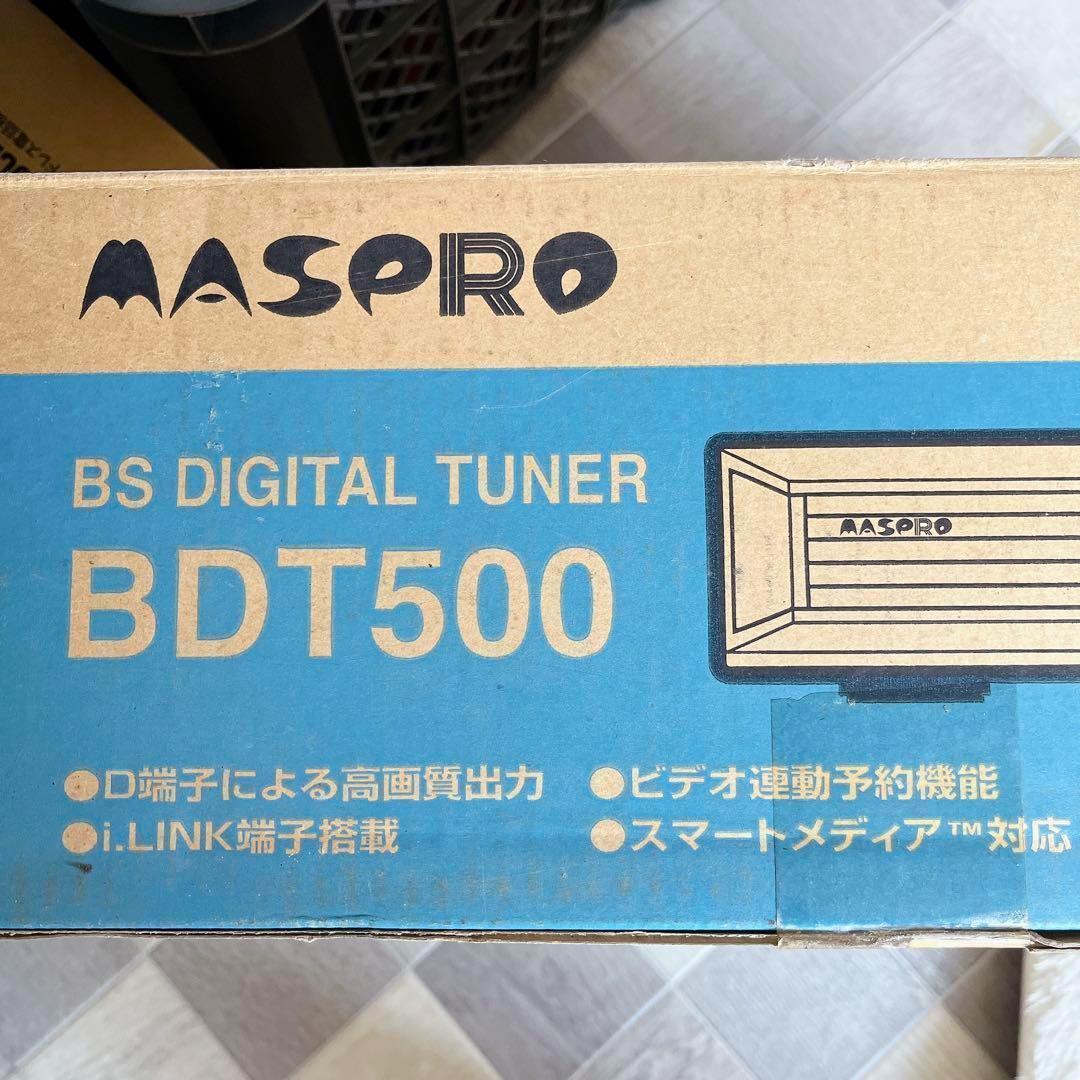 MASPRO
BS DIGITAL TUNER
BDT500
MASPRO
●D端子による高画質出力
●ビデオ連動予約機能
●i.LINK端子搭載
●スマートメディア™対応